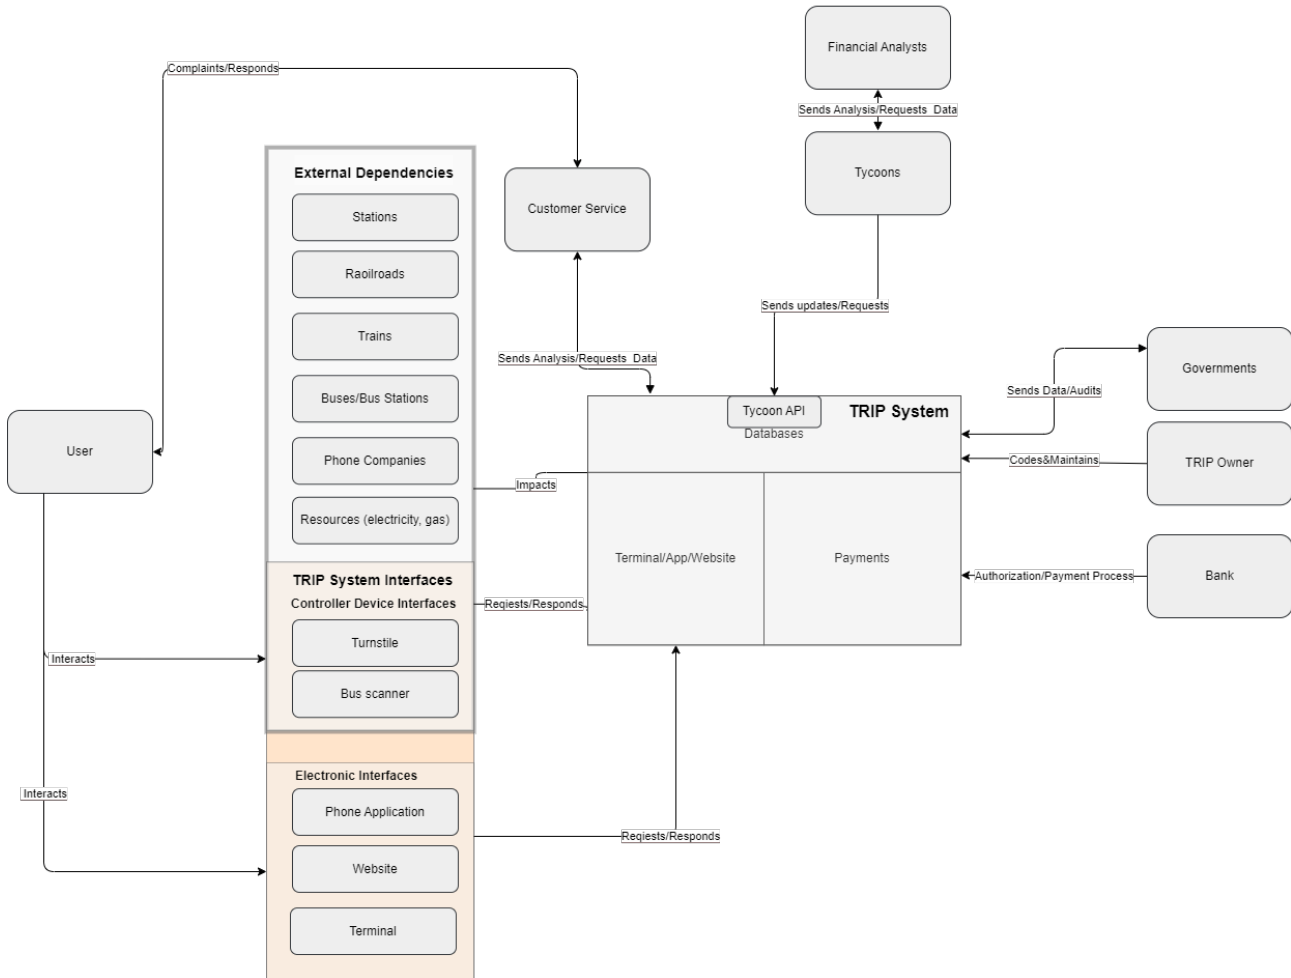 Financial Analysts
Complaints/Responds
Sends Analysis/Requests  Data
External Dependencies
Tycoons
Customer Service
Stations
Raoilroads
Sends updates/Requests
Trains
Sends Analysis/Requests  Data
Governments
Buses/Bus Stations
Sends Data/Audits
Tycoon API
TRIP System
Databases
User
Phone Companies
Codes&Maintains
TRIP Owner
Impacts
Resources (electricity, gas)
Terminal/App/Website
Payments
TRIP System Interfaces
Authorization/Payment Process
Bank
Controller Device Interfaces
Reqiests/Responds
Turnstile
Interacts
Bus scanner
Electronic Interfaces
Interacts
Phone Application
Reqiests/Responds
Website
Terminal